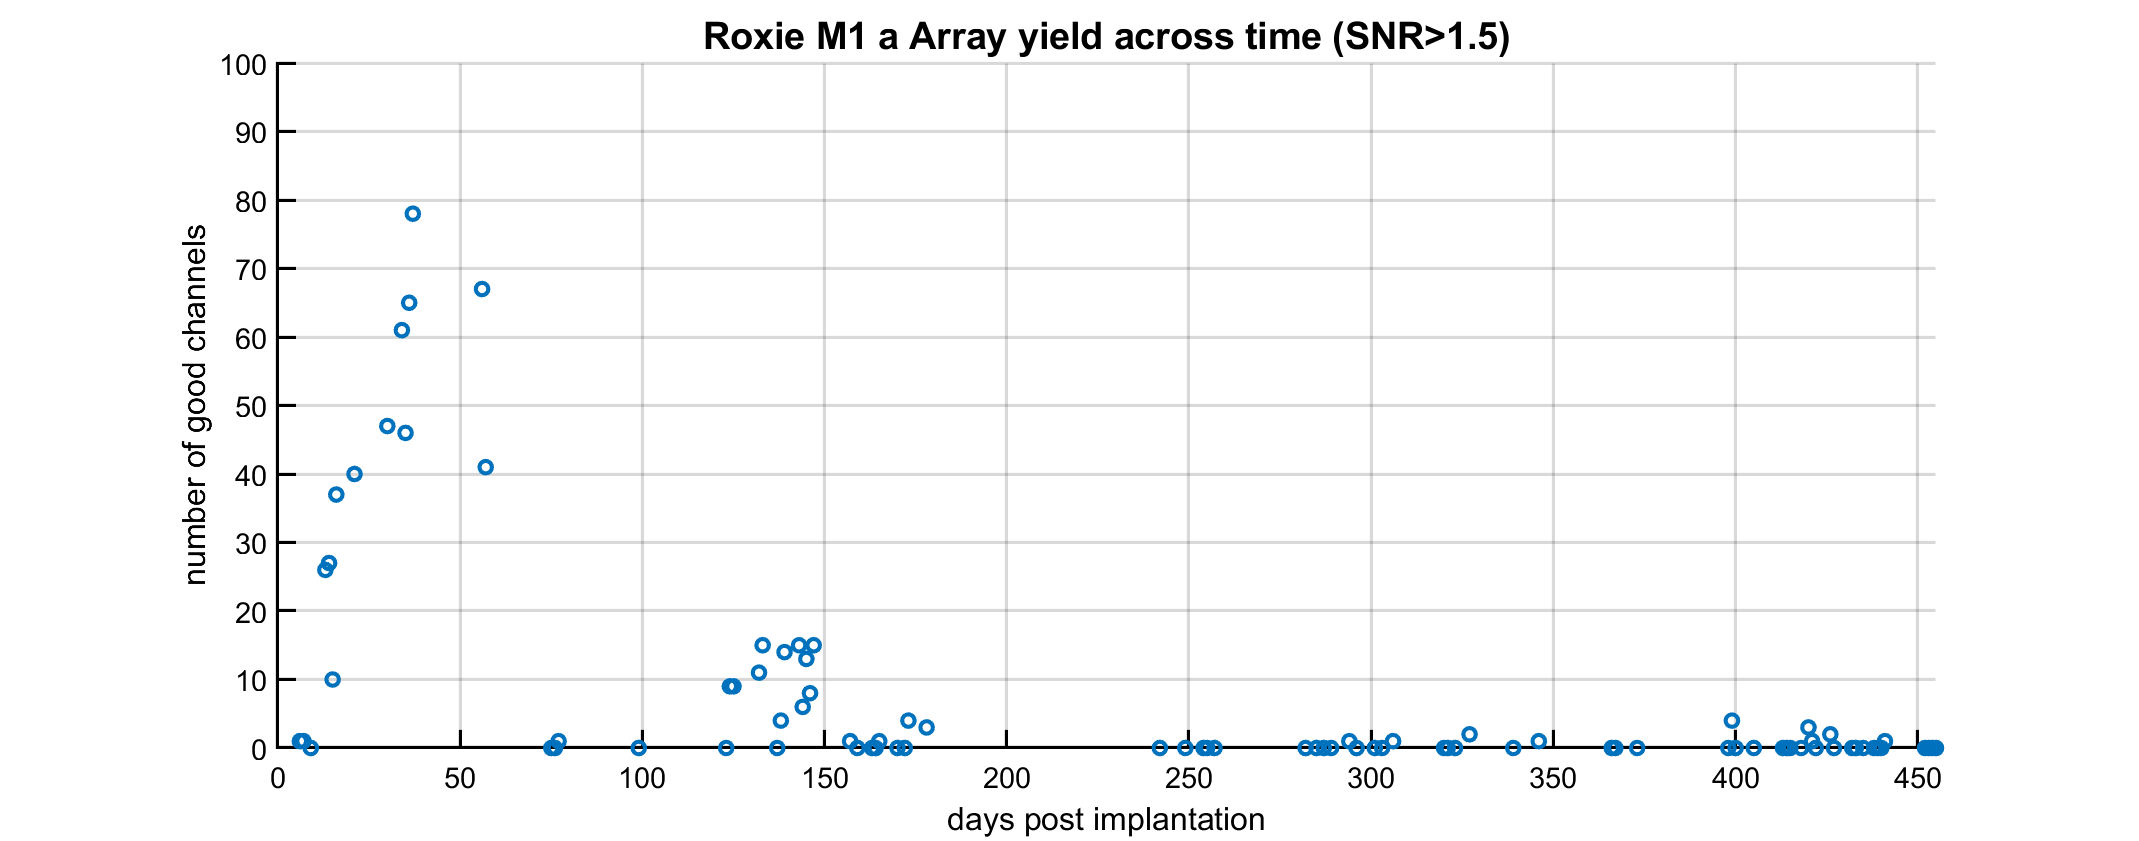 Roxie M1 a Array yield across time (SNR>1.5)
100
90
80
70
60
50
40
30
20
10
0
number of good channels
0 50 100 150 200 250 300 350 400 450
days post implantation